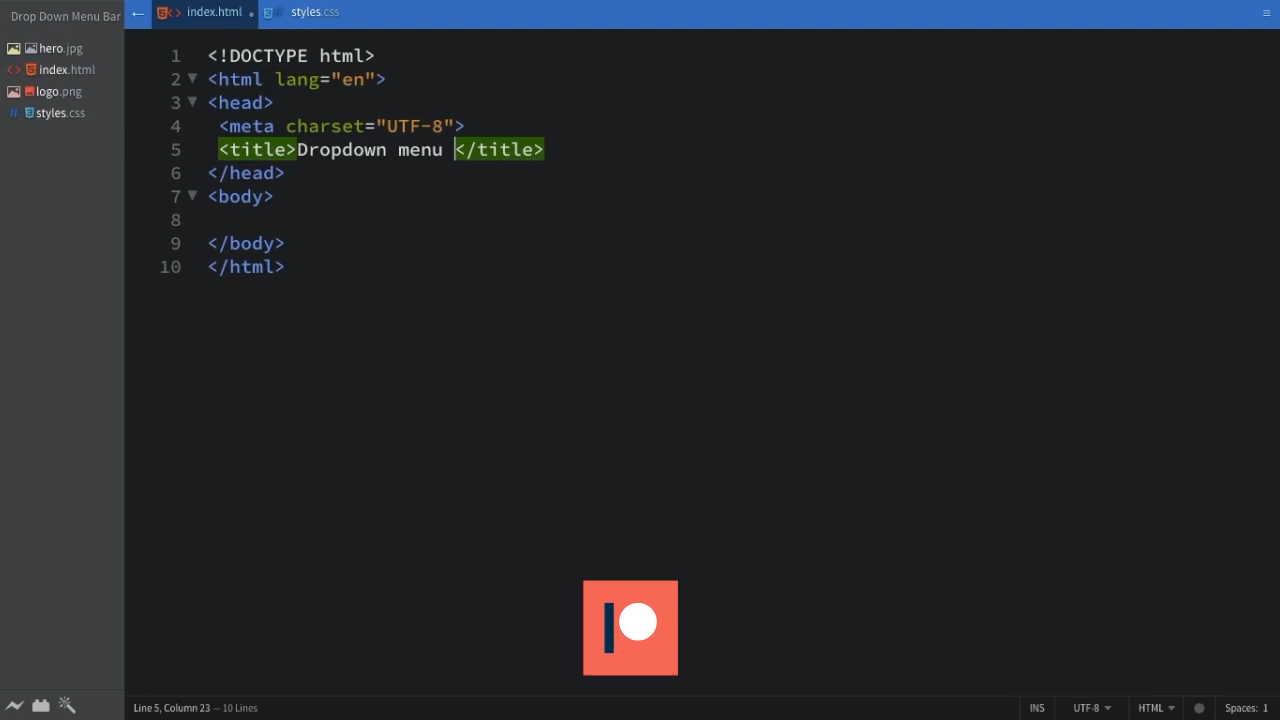 Drop Down Menu Bar
index.html
styles.css
hero.jpg
index.html
logo.png
styles.css
1 <!DOCTYPE html>
2 <html lang="en">
3 <head>
4 <meta charset="UTF-8">
5 <title>Dropdown menu </title>
6 </head>
7 <body>
8
9 </body>
10 </html>
Line 5, Column 23 — 10 Lines
INS
UTF-8
HTML
Spaces: 1